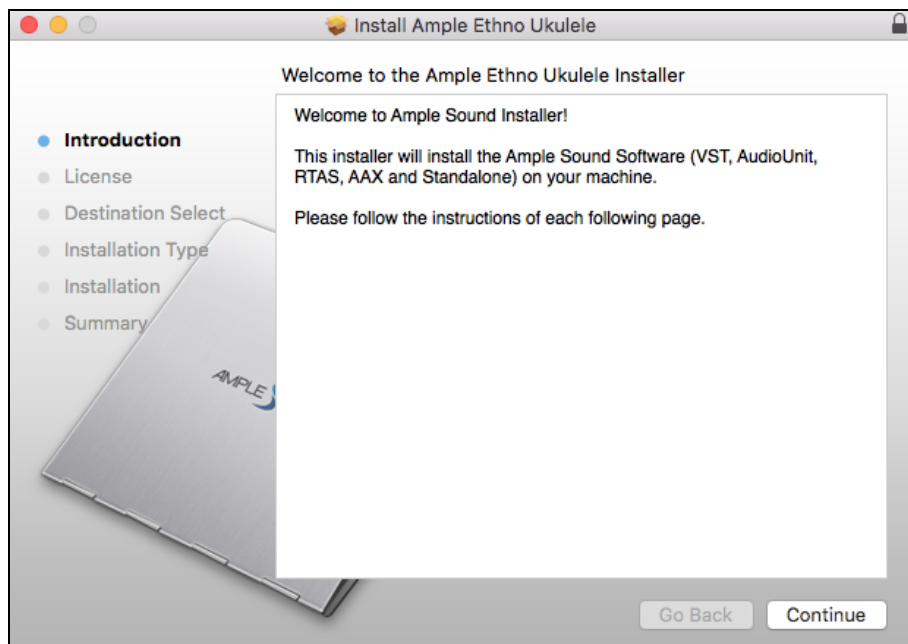 Install Ample Ethno Ukulele
Welcome to the Ample Ethno Ukulele Installer
Introduction
License
Destination Select
Installation Type
Installation
Summary
Welcome to Ample Sound Installer!
This installer will install the Ample Sound Software (VST, AudioUnit,
RTAS, AAX and Standalone) on your machine.
Please follow the instructions of each following page.
AMPLE
Go Back
Continue